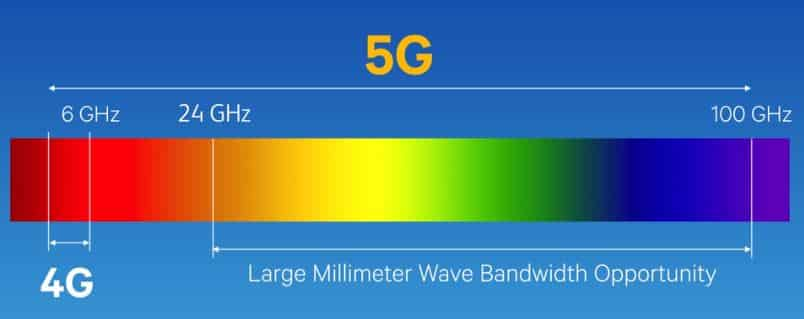 5G
6 GHz
24 GHz
100 GHz
4G
Large Millimeter Wave Bandwidth Opportunity